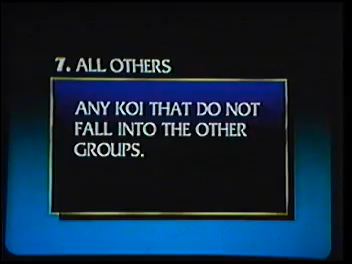 7. ALL OTHERS
ANY KOI THAT DO NOT
FALL INTO THE OTHER
GROUPS.